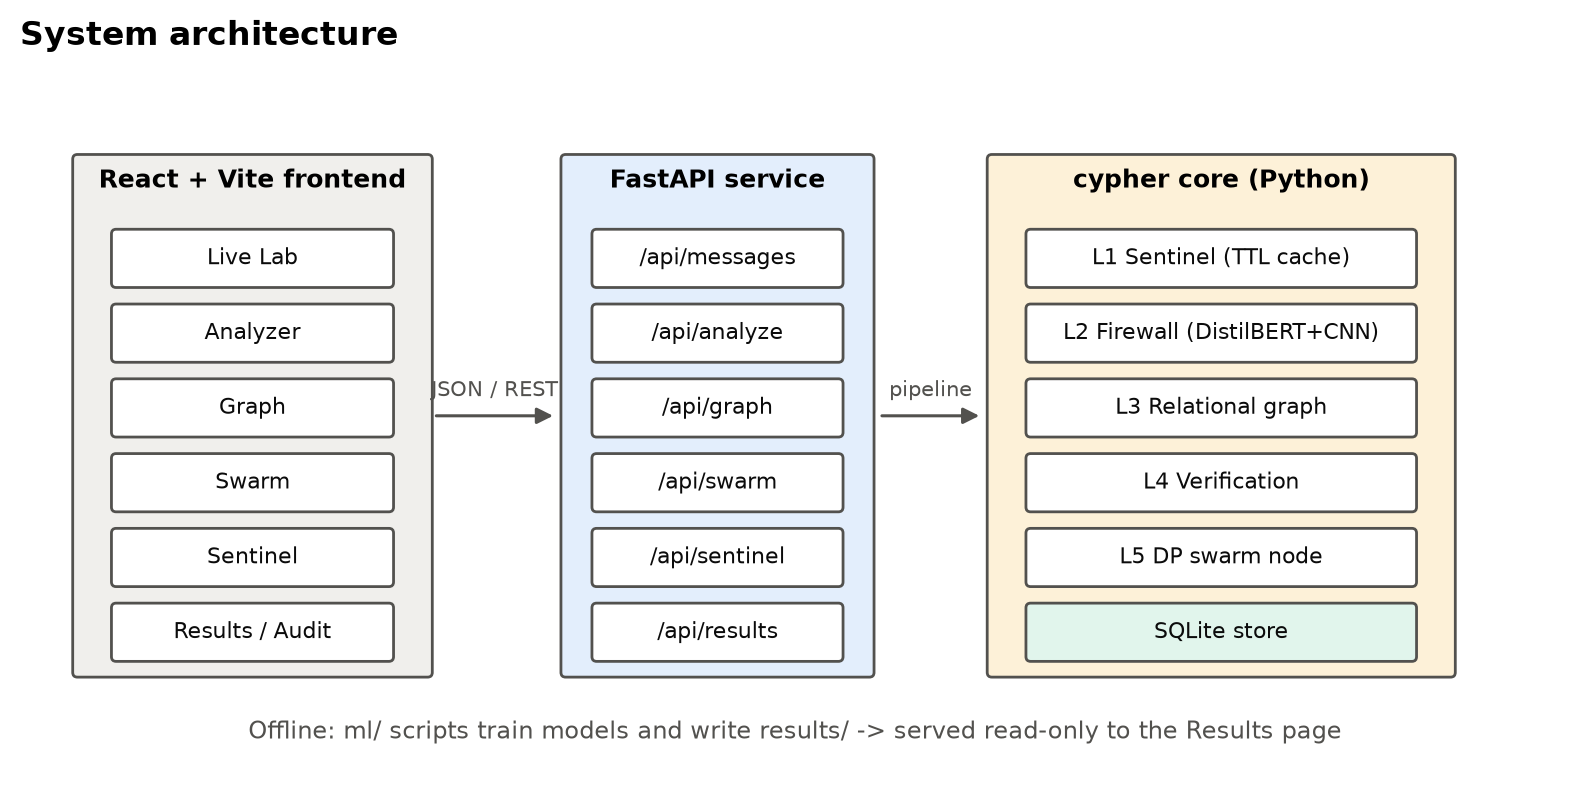 System architecture
React + Vite frontend
Live Lab
Analyzer
Graph
Swarm
Sentinel
Results / Audit
JSON / REST
FastAPI service
/api/messages
/api/analyze
/api/graph
/api/swarm
/api/sentinel
/api/results
pipeline
cypher core (Python)
L1 Sentinel (TTL cache)
L2 Firewall (DistilBERT+CNN)
L3 Relational graph
L4 Verification
L5 DP swarm node
SQLite store
Offline: ml/ scripts train models and write results/ -> served read-only to the Results page